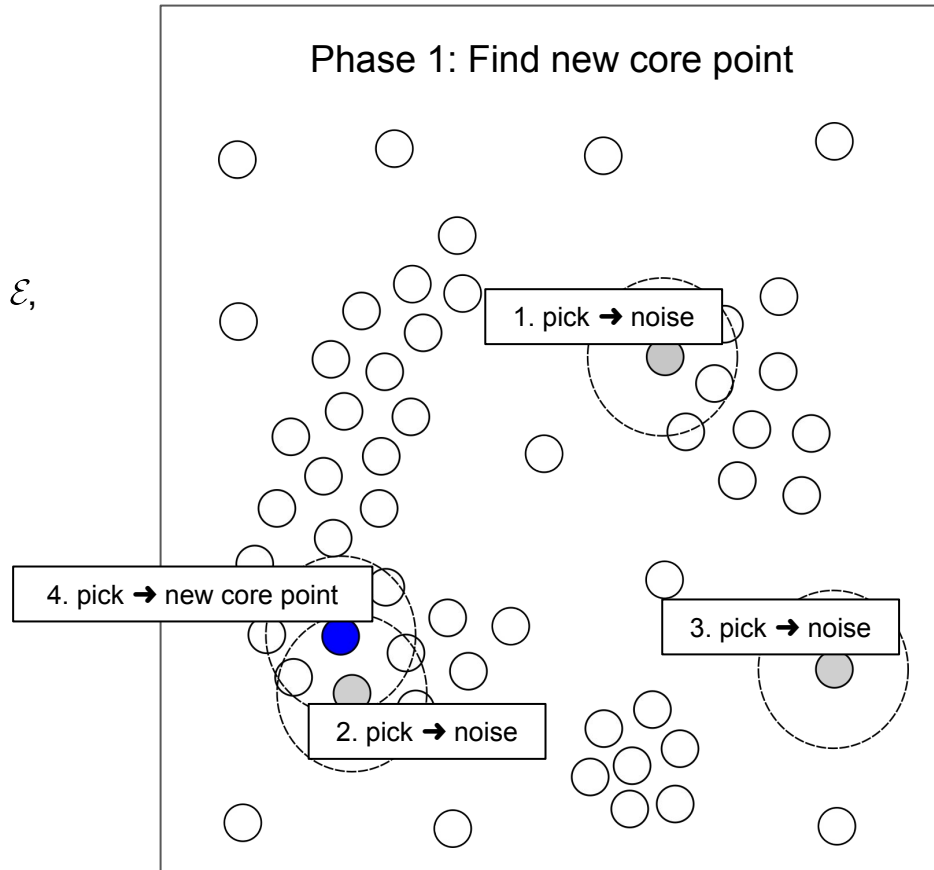 Phase 1: Find new core point
ℰ,
1. pick ➜ noise
4. pick ➜ new core point
3. pick ➜ noise
2. pick ➜ noise